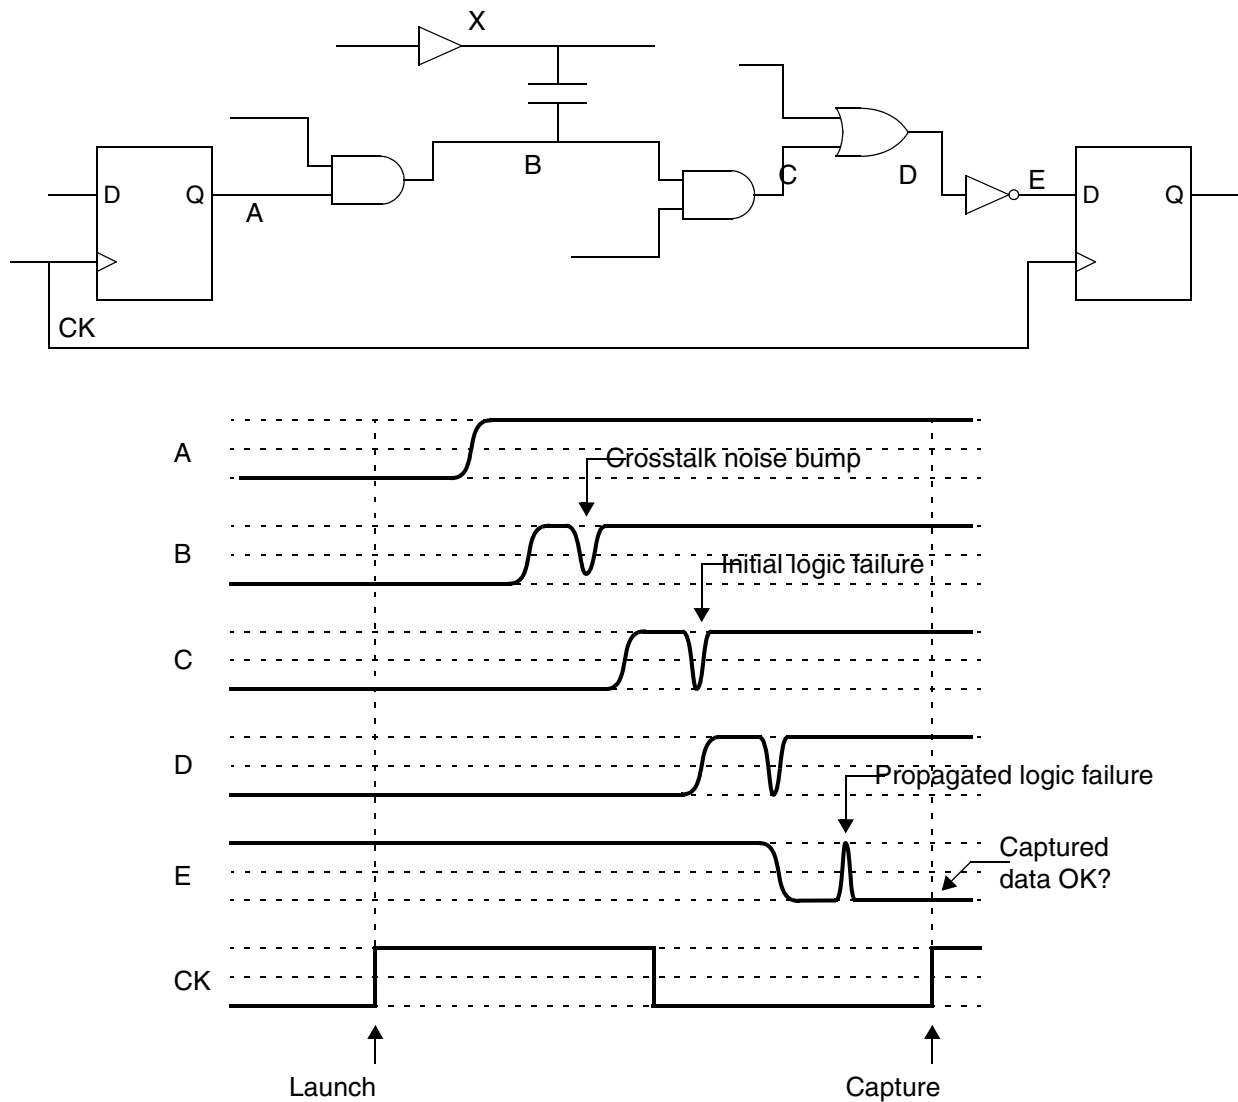 X
B
C
D
E
D
Q
A
D
Q
CK
A
Crosstalk noise bump
B
Initial logic failure
C
D
Propagated logic failure
E
Captured
data OK?
CK
Launch
Capture